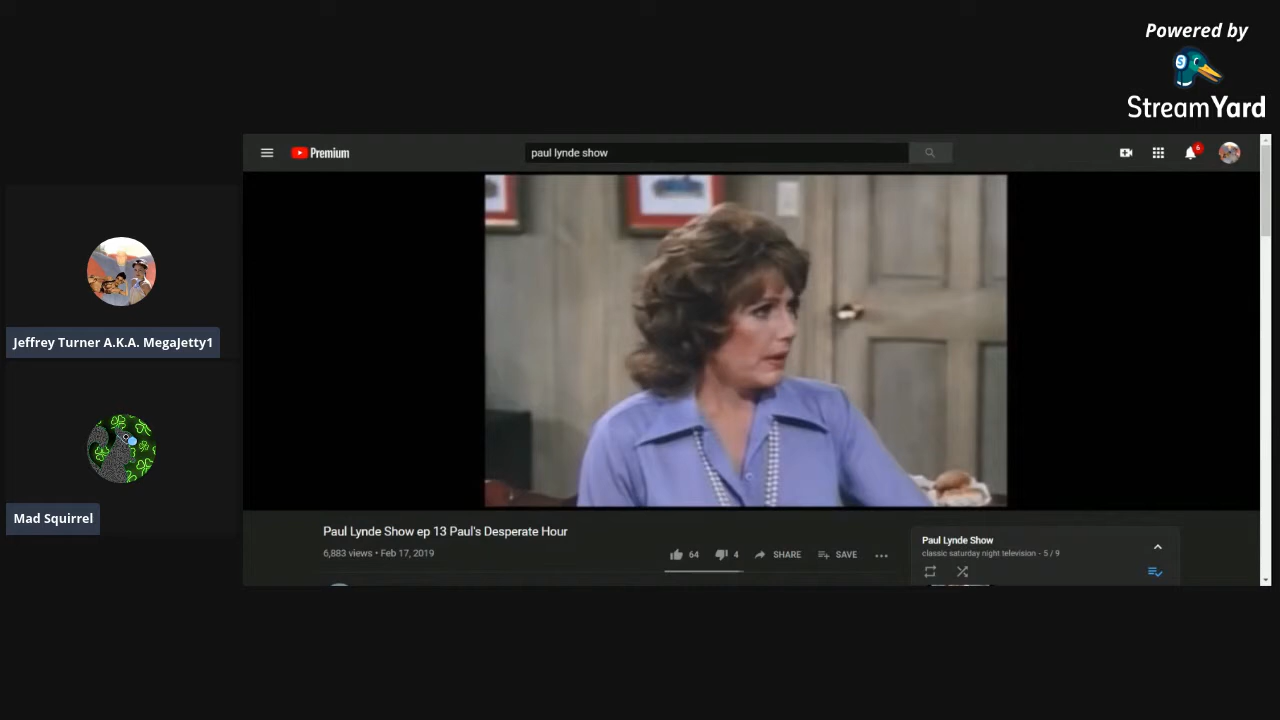 Powered by
S
StreamYard
Premium
paul lynde show
6
Jeffrey Turner A.K.A. MegaJetty1
Mad Squirrel
Paul Lynde Show ep 13 Paul's Desperate Hour
6,883 views • Feb 17, 2019
64
4
SHARE
SAVE
Paul Lynde Show
classic saturday night television - 5 / 9